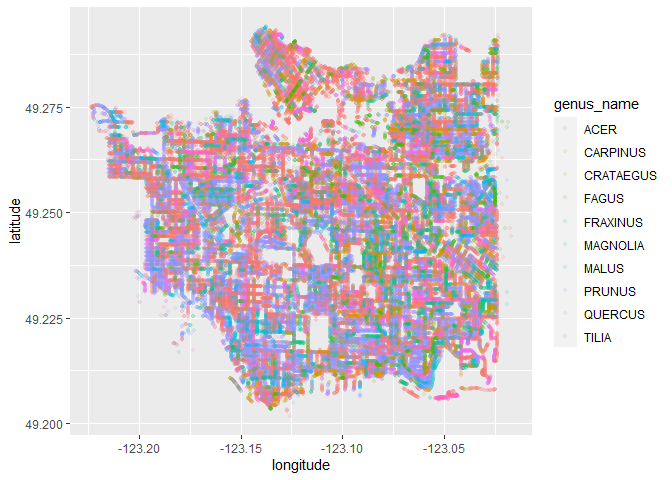 49.275
49.250
49.225
49.200
latitude
-123.20
-123.15
-123.10
-123.05
longitude
genus_name
ACER
CARPINUS
CRATAEGUS
FAGUS
FRAXINUS
MAGNOLIA
MALUS
PRUNUS
QUERCUS
TILIA